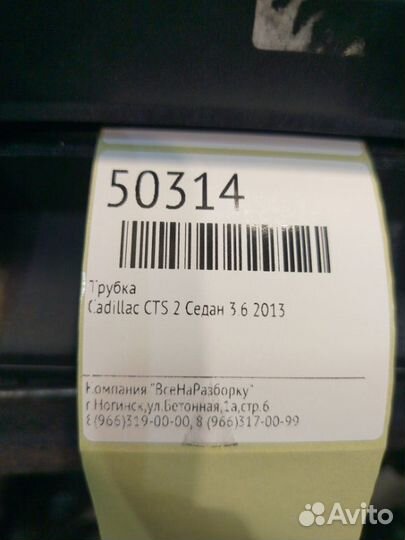 50314
Трубка
Cadillac CTS 2 Седан 3.6 2013
Компания "ВсеНаРазборку"
г.Ногинск,ул.Бетонная,1а,стр.6
8(966)319-00-00, 8 (966)317-00-99
Avito